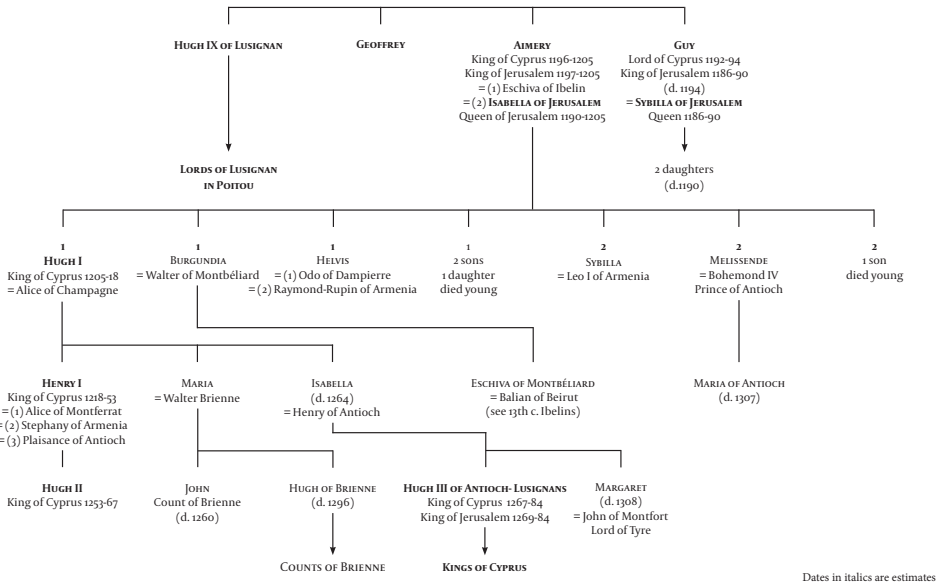 Hugh IX of Lusignan
Geoffrey
Aimery
King of Cyprus 1196-1205
King of Jerusalem 1197-1205
= (1) Eschiva of Ibelin
= (2) Isabella of Jerusalem
Queen of Jerusalem 1190-1205
Guy
Lord of Cyprus 1192-94
King of Jerusalem 1186-90
(d. 1194)
= Sybilla of Jerusalem
Queen 1186-90
Lords of Lusignan
in Poitou
2 daughters
(d.1190)
1
Hugh I
King of Cyprus 1205-18
= Alice of Champagne
1
Burgundia
= Walter of Montbéliard
1
Helvis
= (1) Odo of Dampierre
= (2) Raymond-Rupin of Armenia
1
2 sons
1 daughter
died young
2
Sybilla
= Leo I of Armenia
2
Melissende
= Bohemond IV
Prince of Antioch
2
1 son
died young
Henry I
King of Cyprus 1218-53
= (1) Alice of Montferrat
= (2) Stephany of Armenia
= (3) Plaisance of Antioch
Maria
= Walter Brienne
Isabella
(d. 1264)
= Henry of Antioch
Eschiva of Montbéliard
= Balian of Beirut
(see 13th c. Ibelins)
Maria of Antioch
(d. 1307)
Hugh II
King of Cyprus 1253-67
John
Count of Brienne
(d. 1260)
Hugh of Brienne
(d. 1296)
Hugh III of Antioch-Lusignans
King of Cyprus 1267-84
King of Jerusalem 1269-84
Margaret
(d. 1308)
= John of Montfort
Lord of Tyre
Counts of Brienne
Kings of Cyprus
Dates in italics are estimates